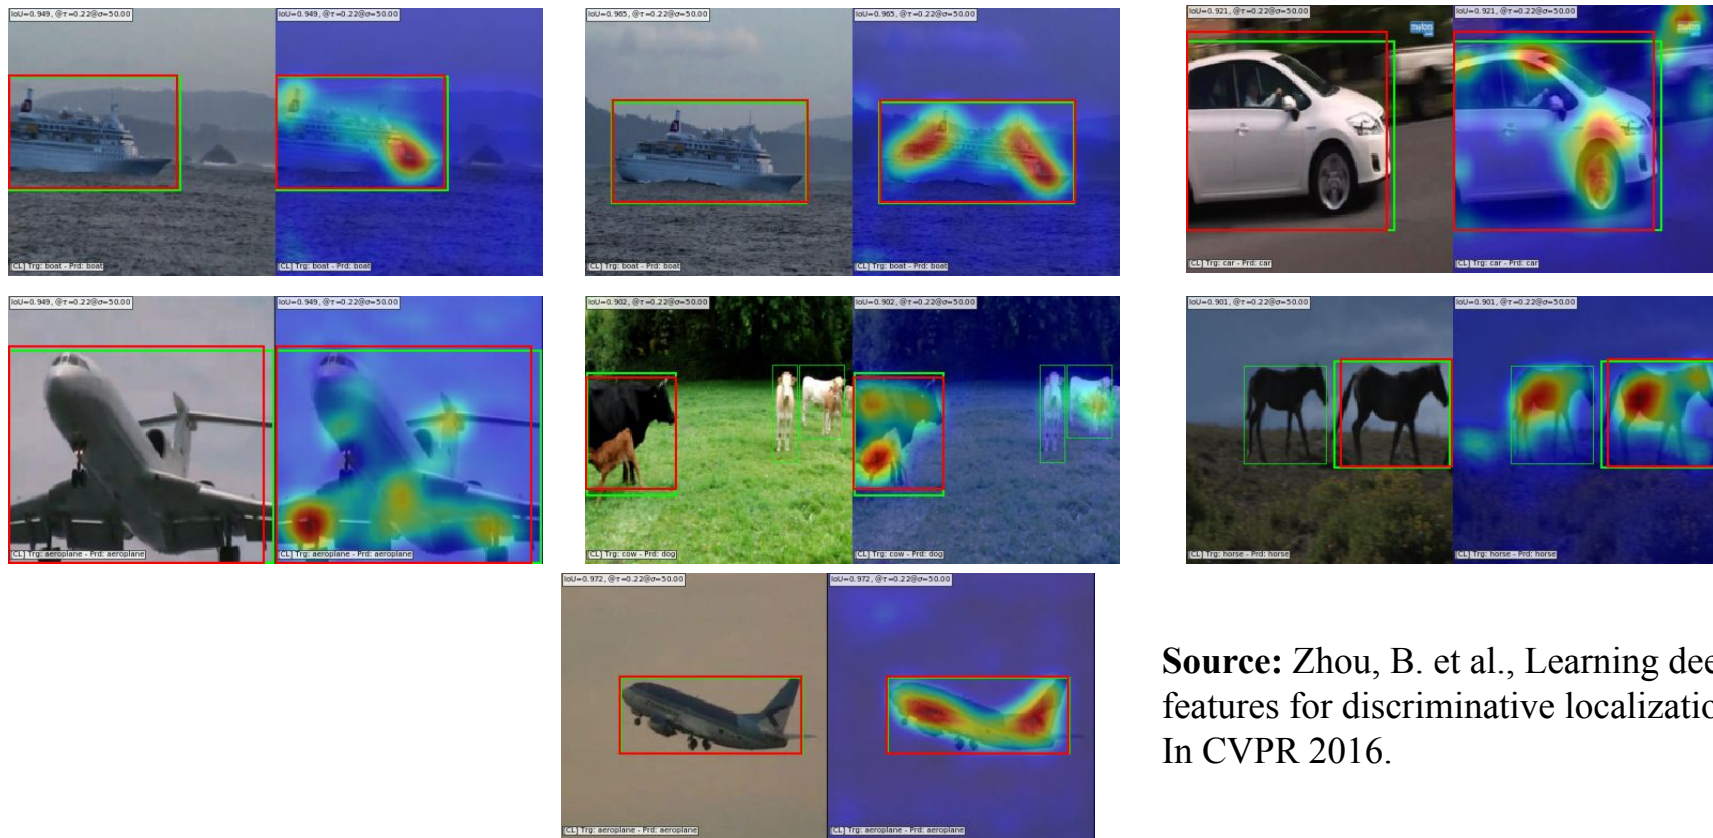 IoU=0.949, @τ=0.22@σ=50.00
IoU=0.949, @τ=0.22@σ=50.00
[CL] Trg: boat - Prd: boat
[CL] Trg: boat - Prd: boat
IoU=0.965, @τ=0.22@σ=50.00
IoU=0.965, @τ=0.22@σ=50.00
[CL] Trg: boat - Prd: boat
[CL] Trg: boat - Prd: boat
IoU=0.921, @τ=0.22@σ=50.00
IoU=0.921, @τ=0.22@σ=50.00
[CL] Trg: car - Prd: car
[CL] Trg: car - Prd: car
IoU=0.949, @τ=0.22@σ=50.00
IoU=0.949, @τ=0.22@σ=50.00
[CL] Trg: aeroplane - Prd: aeroplane
[CL] Trg: aeroplane - Prd: aeroplane
IoU=0.902, @τ=0.22@σ=50.00
IoU=0.902, @τ=0.22@σ=50.00
[CL] Trg: cow - Prd: dog
[CL] Trg: cow - Prd: dog
IoU=0.901, @τ=0.22@σ=50.00
IoU=0.901, @τ=0.22@σ=50.00
[CL] Trg: horse - Prd: horse
[CL] Trg: horse - Prd: horse
IoU=0.972, @τ=0.22@σ=50.00
IoU=0.972, @τ=0.22@σ=50.00
[CL] Trg: aeroplane - Prd: aeroplane
[CL] Trg: aeroplane - Prd: aeroplane
Source: Zhou, B. et al., Learning dee
features for discriminative localizatio
In CVPR 2016.